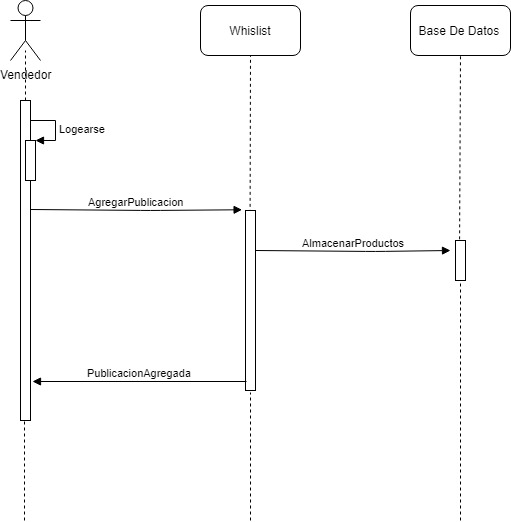 Whislist
Base De Datos
Vendedor
Logearse
AgregarPublicacion
AlmacenarProductos
PublicacionAgregada